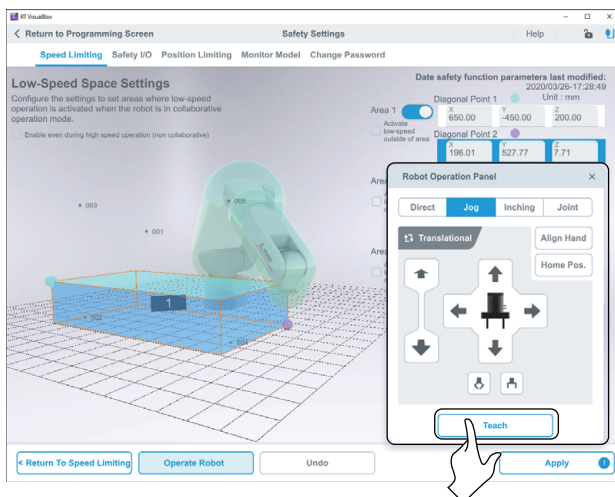 RT VisualBox
Return to Programming Screen
Safety Settings
Help
Speed Limiting Safety I/O Position Limiting Monitor Model Change Password
Low-Speed Space Settings
Configure the settings to set areas where low-speed
operation is activated when the robot is in collaborative
operation mode.
Enable even during high speed operation (non collaborative)
Date safety function parameters last modified:
2020/03/26-17:28:49
Diagonal Point 1
Unit : mm
Area 1
X Y Z
650.00 -450.00 200.00
Activate
low-speed
outside of area
Diagonal Point 2
X Y Z
196.01 527.77 7.71
Area
Area
003
001
005
1
002
004
Robot Operation Panel
Direct Jog Inching Joint
Translational
Align Hand
Home Pos.
Teach
< Return To Speed Limiting
Operate Robot
Undo
Apply